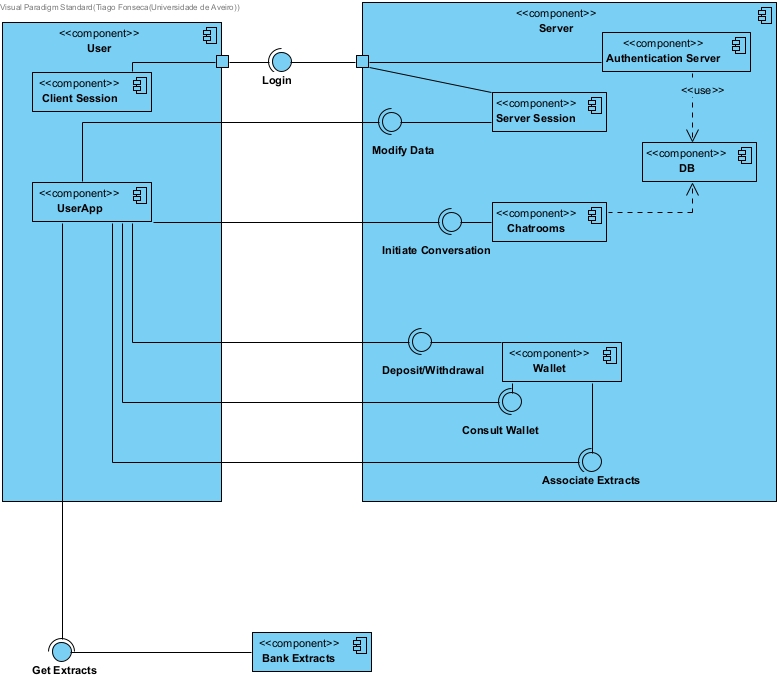 Visual Paradigm Standard(Tiago Fonseca(Universidade de Aveiro))
<<component>>
User
<<component>>
Server
<<component>>
Client Session
Login
<<component>>
Authentication Server
<<use>>
<<component>>
Server Session
Modify Data
<<component>>
DB
<<component>>
UserApp
<<component>>
Chatrooms
Initiate Conversation
<<component>>
Wallet
Deposit/Withdrawal
Consult Wallet
Associate Extracts
<<component>>
Bank Extracts
Get Extracts